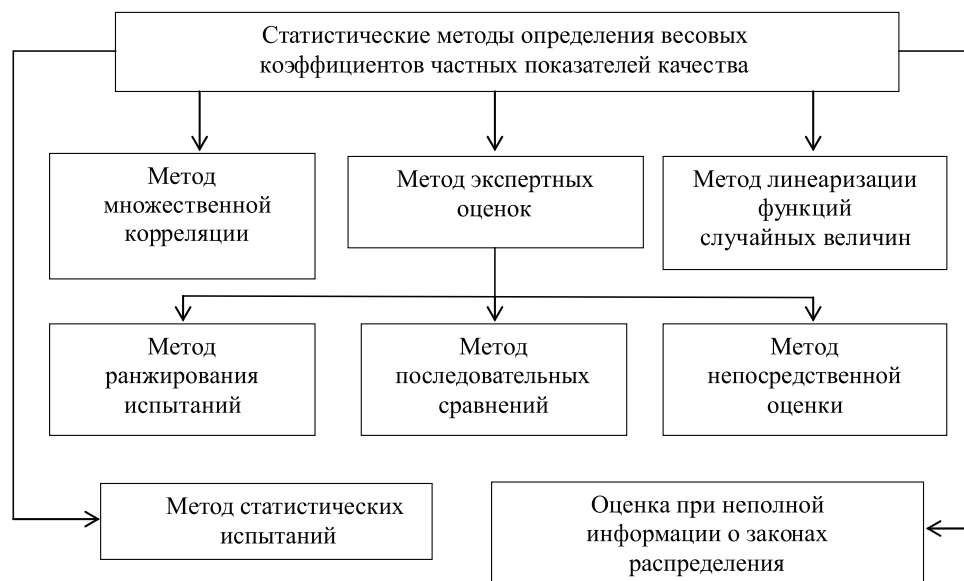 Статистические методы определения весовых
коэффициентов частных показателей качества
Метод
множественной
корреляции
Метод экспертных
оценок
Метод линеаризации
функций
случайных величин
Метод
ранжирования
испытаний
Метод
последовательных
сравнений
Метод
непосредственной
оценки
Метод статистических
испытаний
Оценка при неполной
информации о законах
распределения